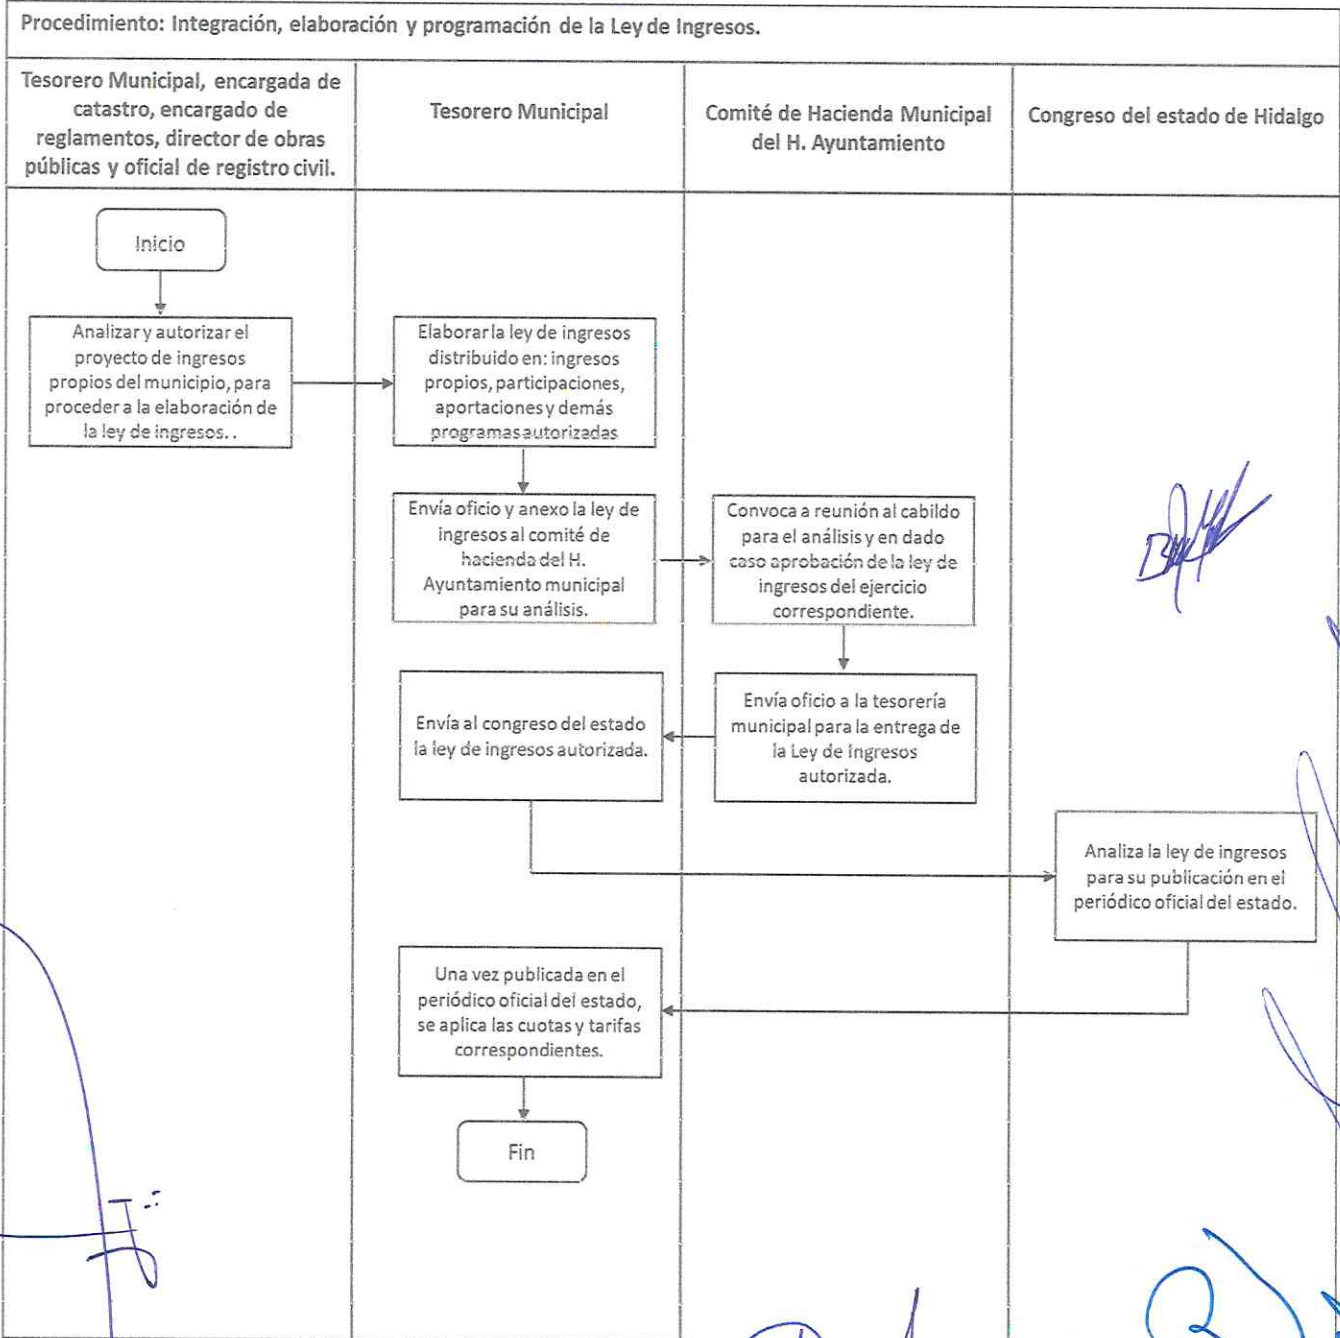 Procedimiento: Integración, elaboración y programación de la Ley de Ingresos.
Tesorero Municipal, encargada de
catastro, encargado de
reglamentos, director de obras
públicas y oficial de registro civil.
Tesorero Municipal
Comité de Hacienda Municipal
del H. Ayuntamiento
Congreso del estado de Hidalgo
Inicio
Analizar y autorizar el
proyecto de ingresos
propios del municipio, para
proceder a la elaboración de
la ley de ingresos. .
Elaborar la ley de ingresos
distribuido en: ingresos
propios, participaciones,
aportaciones y demás
programas autorizadas
Envía oficio y anexo la ley de
ingresos al comité de
hacienda del H.
Ayuntamiento municipal
para su análisis.
Convoca a reunión al cabildo
para el análisis y en dado
caso aprobación de la ley de
ingresos del ejercicio
correspondiente.
Envía oficio a la tesorería
municipal para la entrega de
la Ley de Ingresos
autorizada.
Envía al congreso del estado
la ley de ingresos autorizada.
Analiza la ley de ingresos
para su publicación en el
periódico oficial del estado.
Una vez publicada en el
periódico oficial del estado,
se aplica las cuotas y tarifas
correspondientes.
Fin